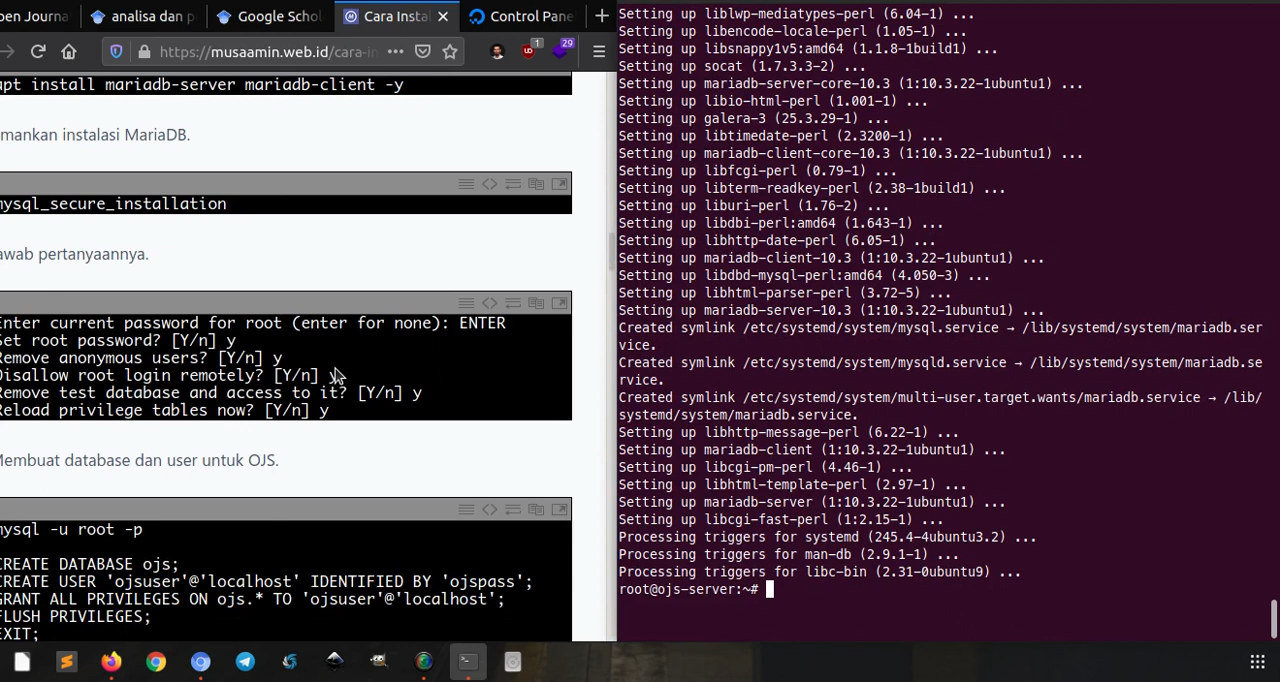 pen Journa
analisa dan p
Google Schol
Cara Insta
Control Pane
https://musaamin.web.id/cara-in
1
29
apt install mariadb-server mariadb-client -y
mankan instalasi MariaDB.
mysql_secure_installation
awab pertanyaannya.
Enter current password for root (enter for none): ENTER
Set root password? [Y/n] y
Remove anonymous users? [Y/n] y
Disallow root login remotely? [Y/n] y
Remove test database and access to it? [Y/n] y
Reload privilege tables now? [Y/n] y
Membuat database dan user untuk OJS.
mysql -u root -p
CREATE DATABASE ojs;
CREATE USER 'ojsuser'@'localhost' IDENTIFIED BY 'ojspass';
GRANT ALL PRIVILEGES ON ojs.* TO 'ojsuser'@'localhost';
FLUSH PRIVILEGES;
EXIT;
Setting up liblwp-mediatypes-perl (6.04-1) ...
Setting up libencode-locale-perl (1.05-1) ...
Setting up libsnappy1v5:amd64 (1.1.8-1build1) ...
Setting up socat (1.7.3.3-2) ...
Setting up mariadb-server-core-10.3 (1:10.3.22-1ubuntu1) ...
Setting up libio-html-perl (1.001-1) ...
Setting up galera-3 (25.3.29-1) ...
Setting up libtimedate-perl (2.3200-1) ...
Setting up mariadb-client-core-10.3 (1:10.3.22-1ubuntu1) ...
Setting up libfcgi-perl (0.79-1) ...
Setting up libterm-readkey-perl (2.38-1build1) ...
Setting up liburi-perl (1.76-2) ...
Setting up libdbi-perl:amd64 (1.643-1) ...
Setting up libhttp-date-perl (6.05-1) ...
Setting up mariadb-client-10.3 (1:10.3.22-1ubuntu1) ...
Setting up libdbd-mysql-perl:amd64 (4.050-3) ...
Setting up libhtml-parser-perl (3.72-5) ...
Setting up mariadb-server-10.3 (1:10.3.22-1ubuntu1) ...
Created symlink /etc/systemd/system/mysql.service → /lib/systemd/system/mariadb.ser
vice.
Created symlink /etc/systemd/system/mysqld.service → /lib/systemd/system/mariadb.se
rvice.
Created symlink /etc/systemd/system/multi-user.target.wants/mariadb.service → /lib/
systemd/system/mariadb.service.
Setting up libhttp-message-perl (6.22-1) ...
Setting up mariadb-client (1:10.3.22-1ubuntu1) ...
Setting up libcgi-pm-perl (4.46-1) ...
Setting up libhtml-template-perl (2.97-1) ...
Setting up mariadb-server (1:10.3.22-1ubuntu1) ...
Setting up libcgi-fast-perl (1:2.15-1) ...
Processing triggers for systemd (245.4-4ubuntu3.2) ...
Processing triggers for man-db (2.9.1-1) ...
Processing triggers for libc-bin (2.31-0ubuntu9) ...
root@ojs-server:~#